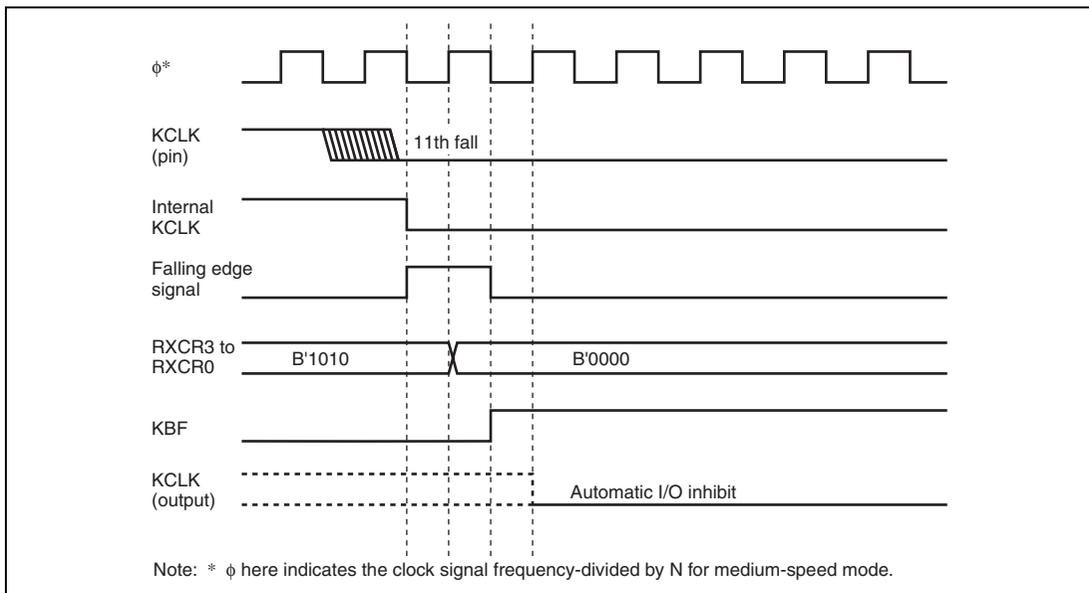 φ*
KCLK
(pin)
11th fall
Internal
KCLK
Falling edge
signal
RXCR3 to
RXCR0
B'1010
B'0000
KBF
KCLK
(output)
Automatic I/O inhibit
Note: * φ here indicates the clock signal frequency-divided by N for medium-speed mode.